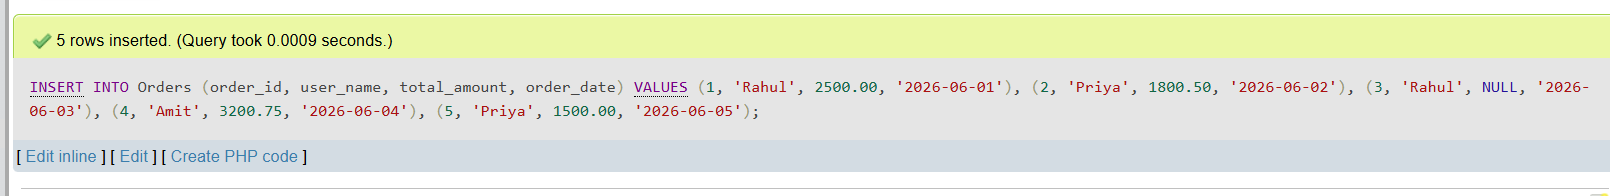 5 rows inserted. (Query took 0.0009 seconds.)
INSERT INTO Orders (order_id, user_name, total_amount, order_date) VALUES (1, 'Rahul', 2500.00, '2026-06-01'), (2, 'Priya', 1800.50, '2026-06-02'), (3, 'Rahul', NULL, '2026-
06-03'), (4, 'Amit', 3200.75, '2026-06-04'), (5, 'Priya', 1500.00, '2026-06-05');
[ Edit inline ] [ Edit ] [ Create PHP code ]